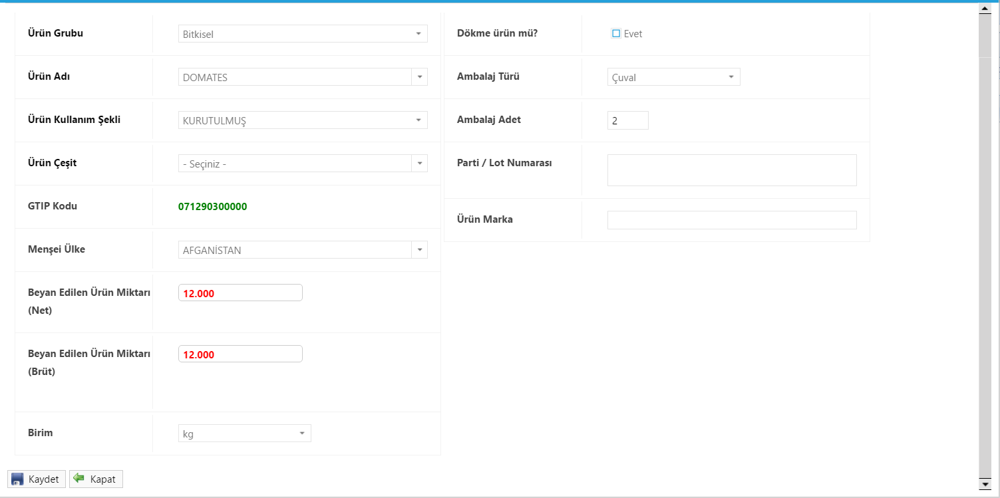 Ürün Grubu
Bitkisel
Ürün Adı
DOMATES
Ürün Kullanım Şekli
KURUTULMUŞ
Ürün Çeşit
- Seçiniz -
GTIP Kodu
071290300000
Menşei Ülke
AFGANİSTAN
Beyan Edilen Ürün Miktarı
(Net)
12.000
Beyan Edilen Ürün Miktarı
(Brüt)
12.000
Birim
kg
Dökme ürün mü?
Evet
Ambalaj Türü
Çuval
Ambalaj Adet
2
Parti / Lot Numarası
Ürün Marka
Kaydet
Kapat